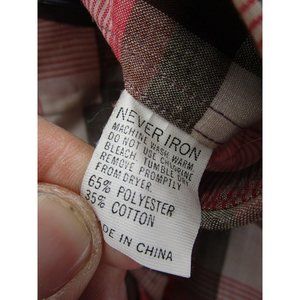 NEVER IRON
MACHINE WASH WARM
DO NOT USE CHLORINE
BLEACH. TUMBLE DRY
REMOVE PROMPTLY
FROM DRYER.
65% POLYESTER
35% COTTON
DE IN CHINA